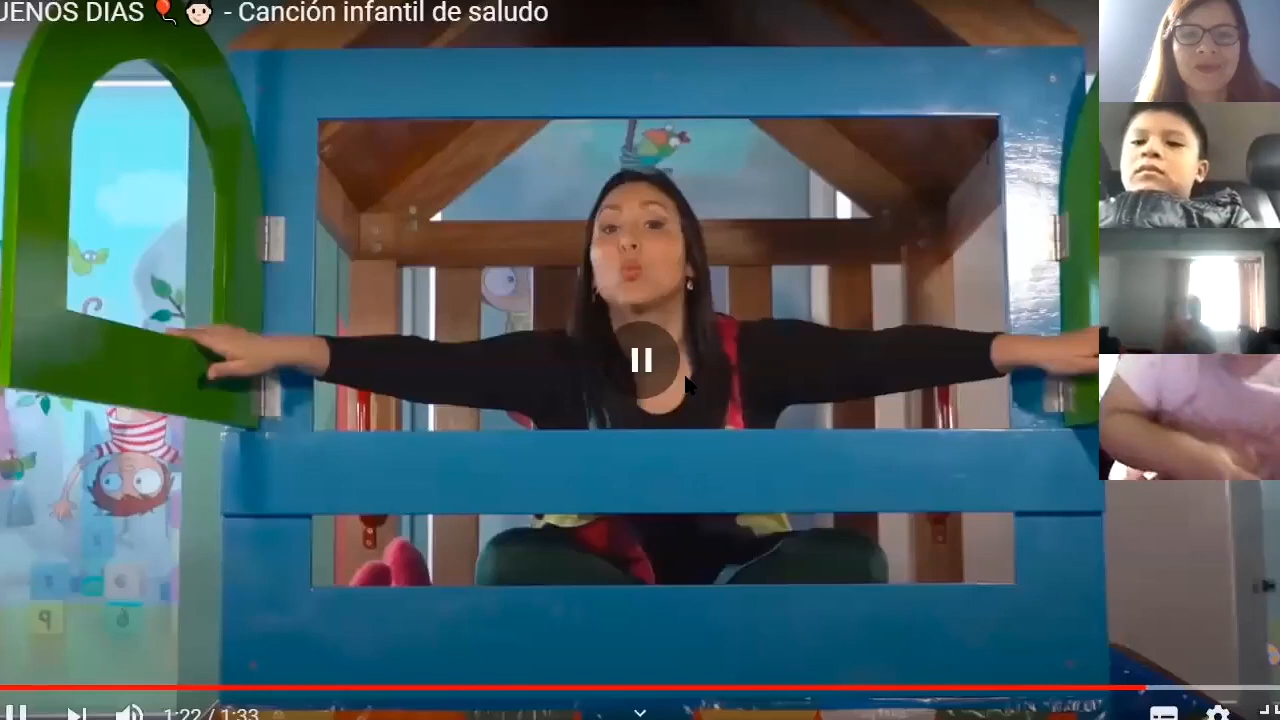 UENOS DIAS 🎈👩🏻 - Canción infantil de saludo
1:22 / 1:33